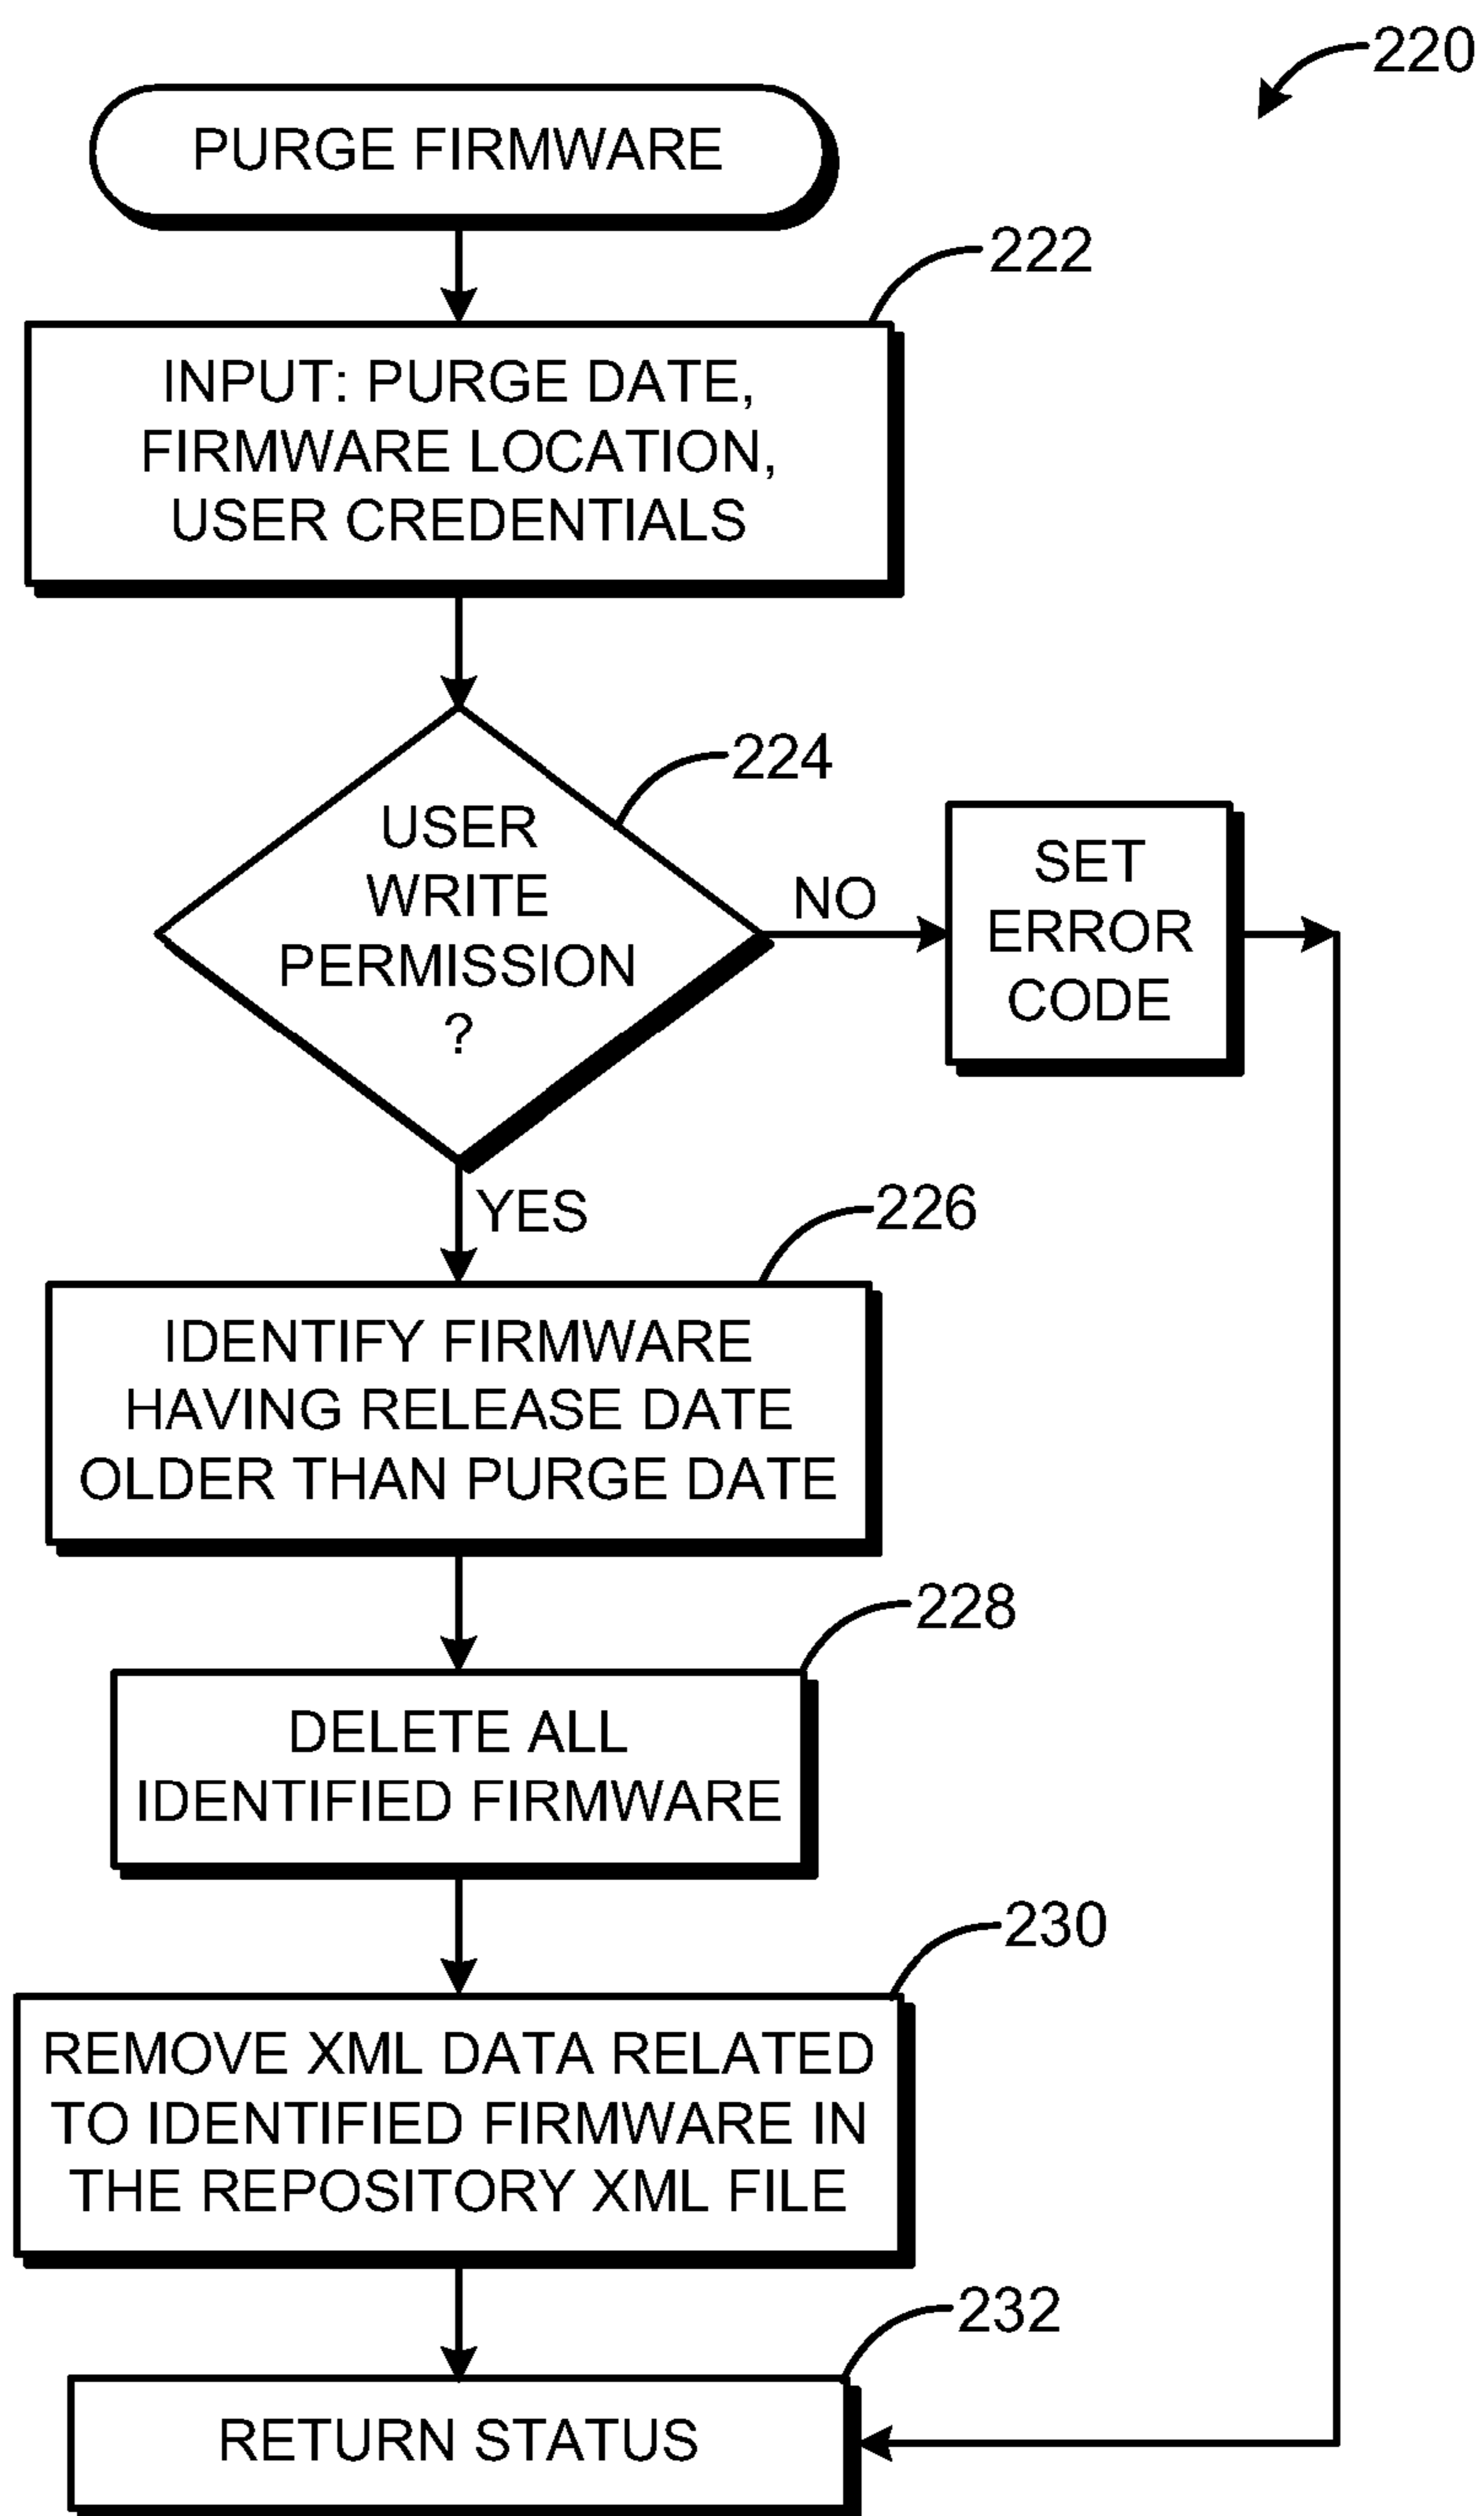 220
PURGE FIRMWARE
222
INPUT: PURGE DATE,
FIRMWARE LOCATION,
USER CREDENTIALS
224
USER
WRITE
PERMISSION
?
NO
SET
ERROR
CODE
YES
226
IDENTIFY FIRMWARE
HAVING RELEASE DATE
OLDER THAN PURGE DATE
228
DELETE ALL
IDENTIFIED FIRMWARE
230
REMOVE XML DATA RELATED
TO IDENTIFIED FIRMWARE IN
THE REPOSITORY XML FILE
232
RETURN STATUS